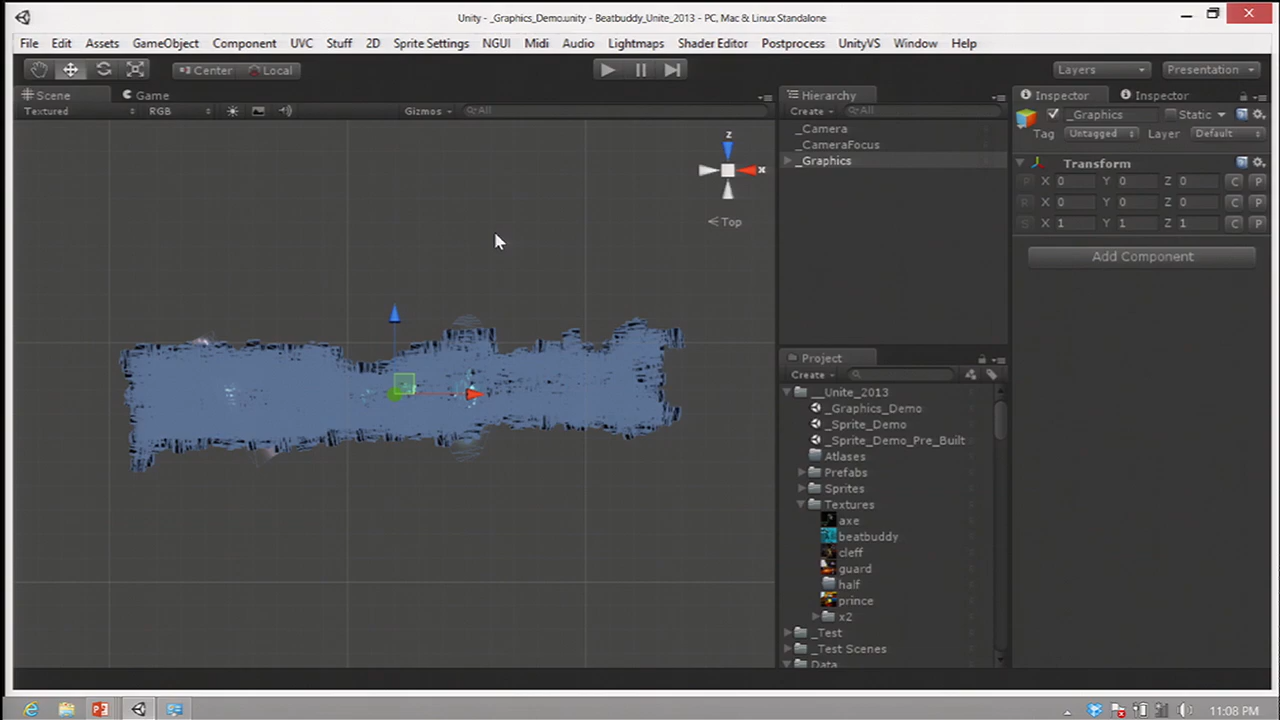 Unity - _Graphics_Demo.unity - Beatbuddy_Unite_2013 - PC, Mac & Linux Standalone
File Edit Assets GameObject Component UVC Stuff 2D Sprite Settings NGUI Midi Audio Lightmaps Shader Editor Postprocess UnityVS Window Help
Center Local Layers Presentation
Scene Game
Textured RGB Gizmos All
z
x
Top
Hierarchy
Create All
_Camera
_CameraFocus
_Graphics
Project
Create
__Unite_2013
_Graphics_Demo
_Sprite_Demo
_Sprite_Demo_Pre_Built
Atlases
Prefabs
Sprites
Textures
axe
beatbuddy
cleff
guard
half
prince
x2
_Test
_Test Scenes
Data
Inspector Inspector
_Graphics Static
Tag Untagged Layer Default
Transform
P X 0 Y 0 Z 0 C P
R X 0 Y 0 Z 0 C P
S X 1 Y 1 Z 1 C P
Add Component
11:08 PM